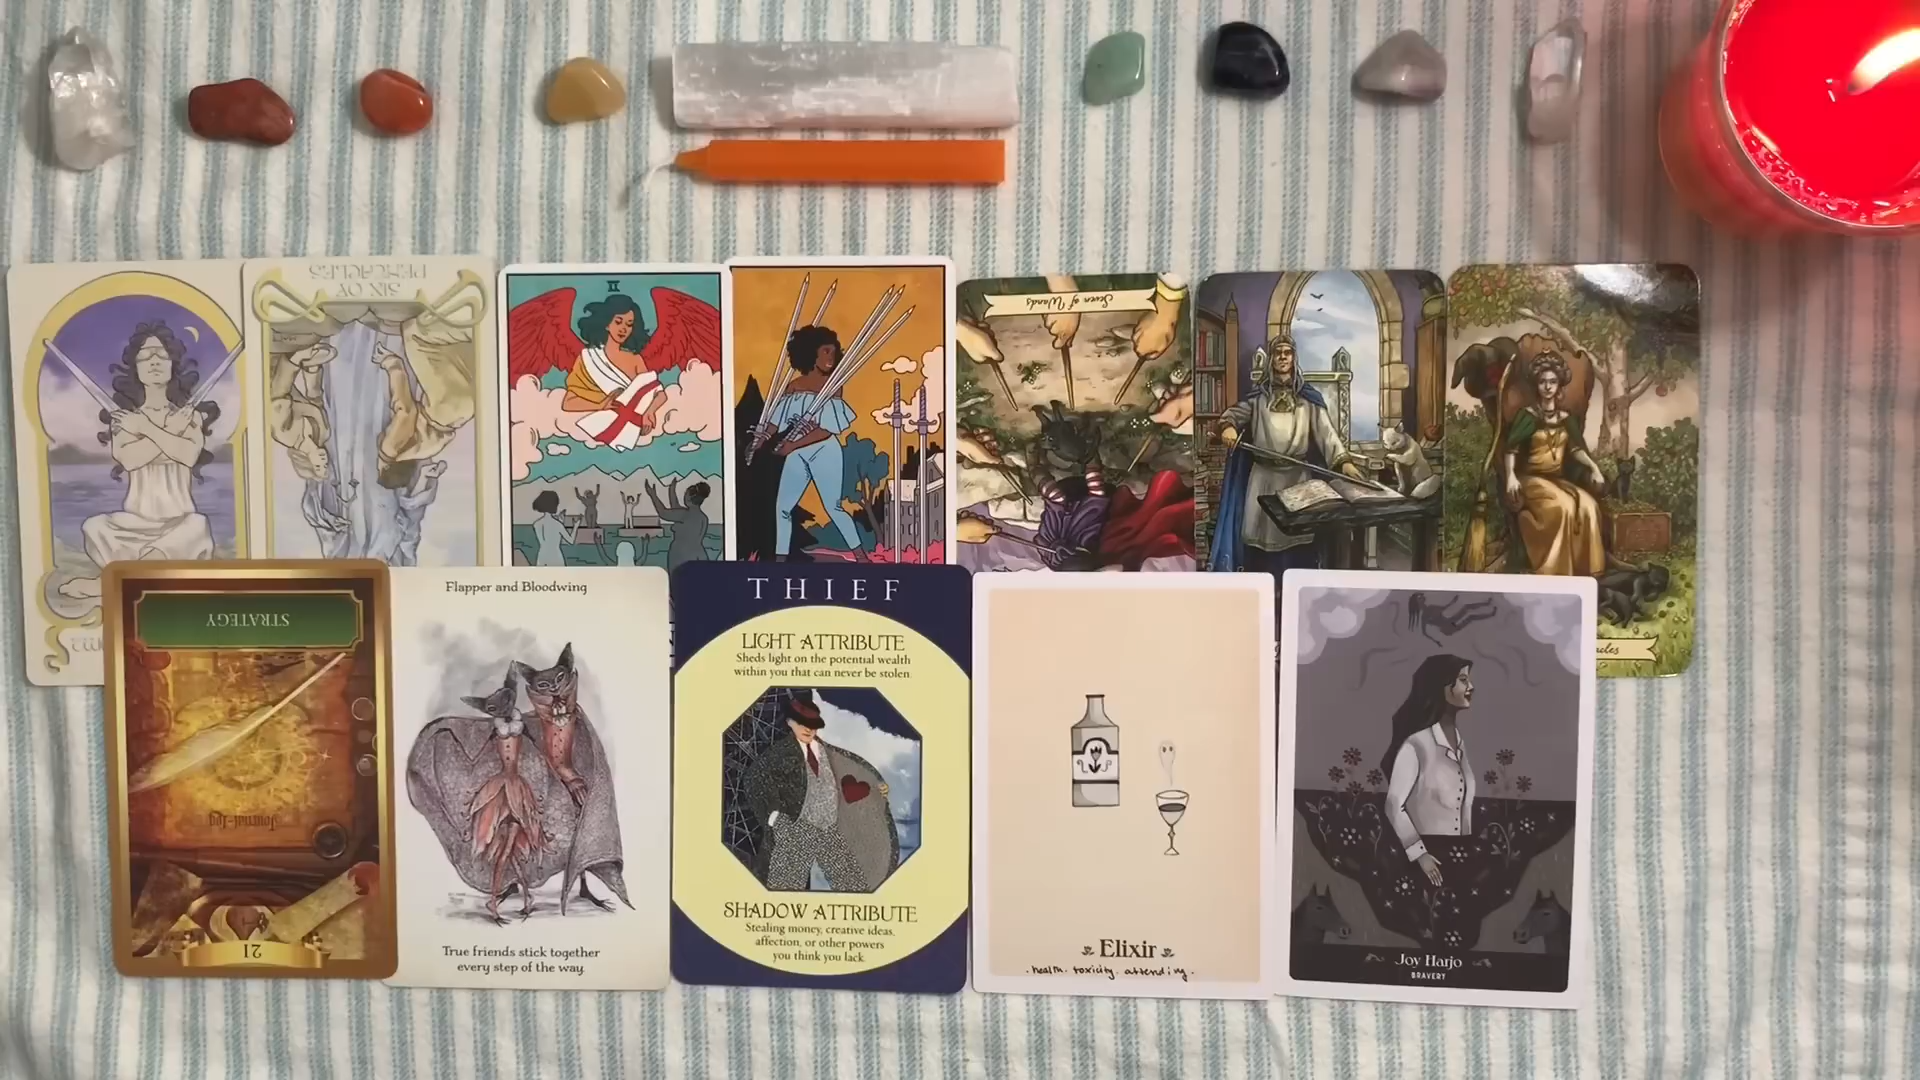 SIX OF
PENTACLES
II
Seven of Wands
STRATEGY
Journal-Log
21
Flapper and Bloodwing
True friends stick together
every step of the way.
THIEF
LIGHT ATTRIBUTE
Sheds light on the potential wealth
within you that can never be stolen.
SHADOW ATTRIBUTE
Stealing money, creative ideas,
affection, or other powers
you think you lack.
Elixir
· health · toxicity · attending ·
Joy Harjo
BRAVERY